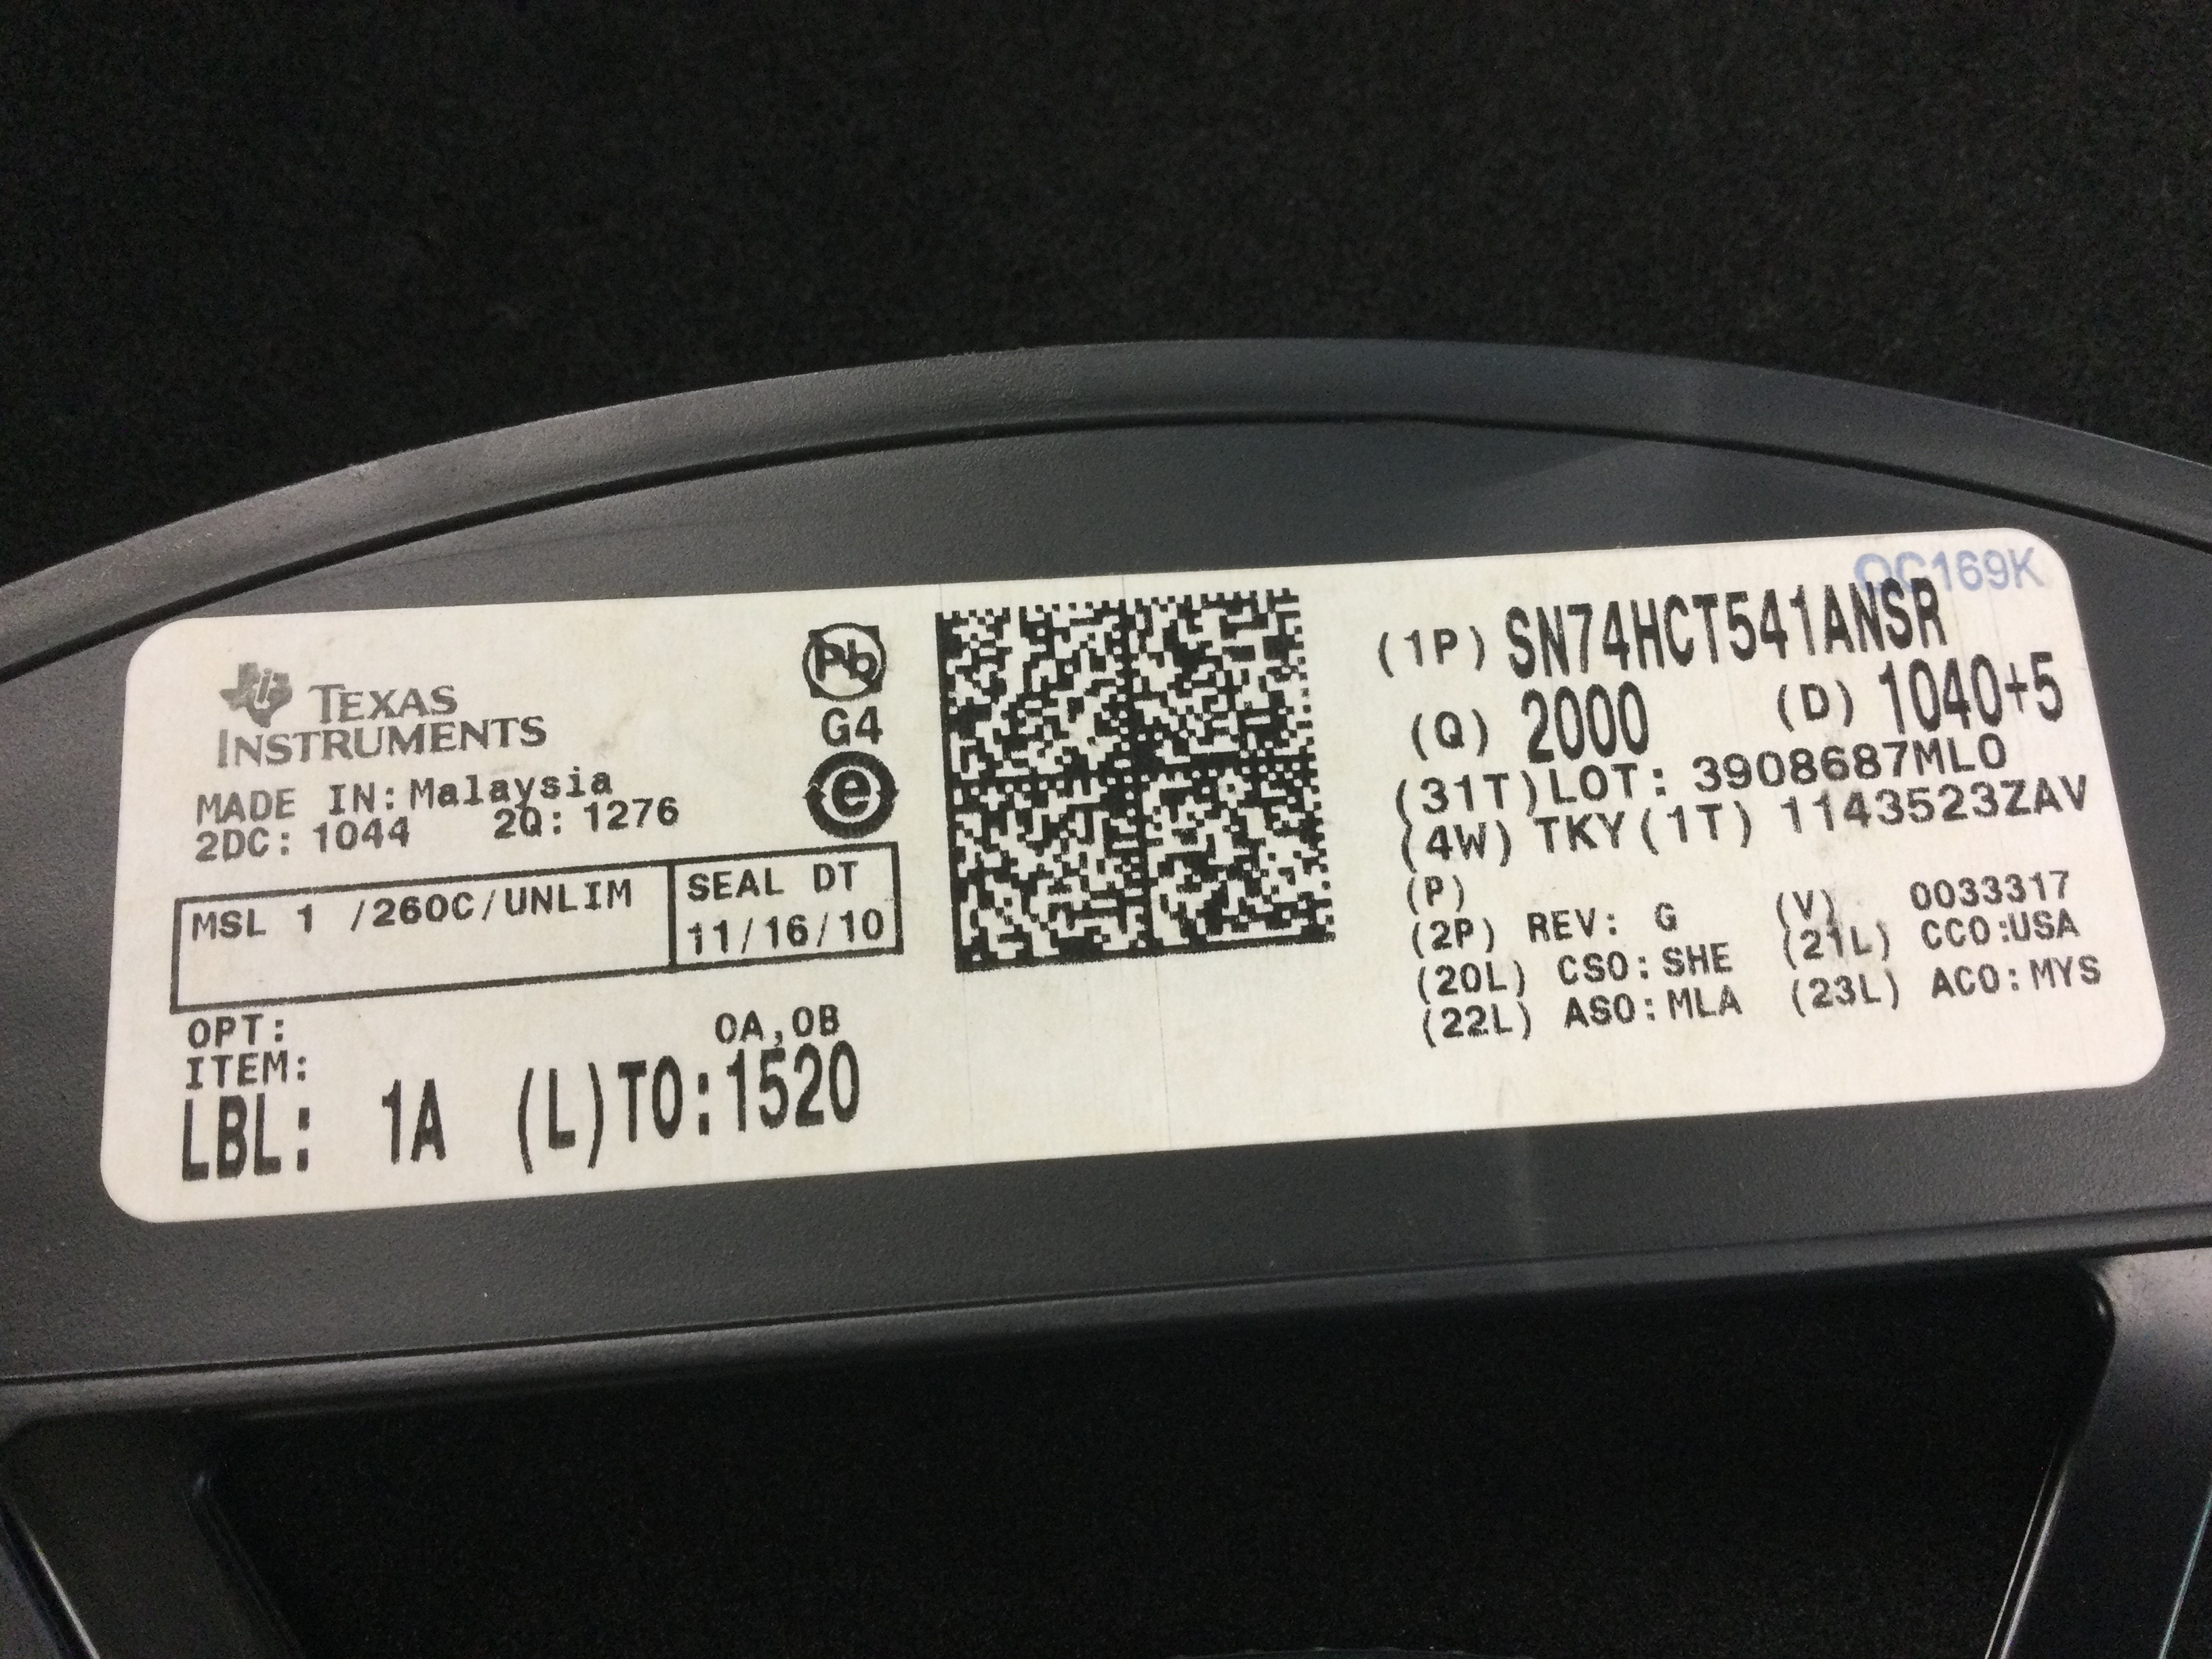 TEXAS
INSTRUMENTS
MADE IN: Malaysia
2DC: 1044 2Q: 1276
MSL 1 /260C/UNLIM
SEAL DT
11/16/10
OPT:
ITEM:
0A,0B
LBL: 1A (L)TO:1520
Pb
G4
e
QC169K
(1P) SN74HCT541ANSR
(Q) 2000 (D) 1040+5
(31T)LOT: 3908687MLO
(4W) TKY(1T) 1143523ZAV
(P)
(2P) REV: G (V) 0033317
(20L) CSO:SHE (21L) CCO:USA
(22L) ASO:MLA (23L) ACO:MYS